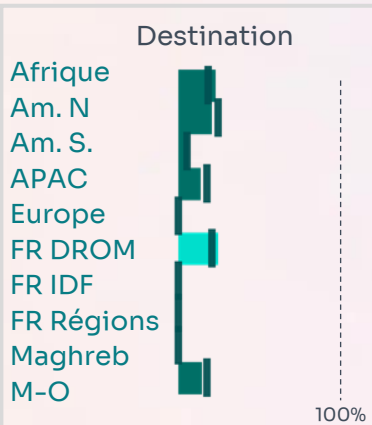 Destination
Afrique
Am. N
Am. S.
APAC
Europe
FR DROM
FR IDF
FR Régions
Maghreb
M-O
100%